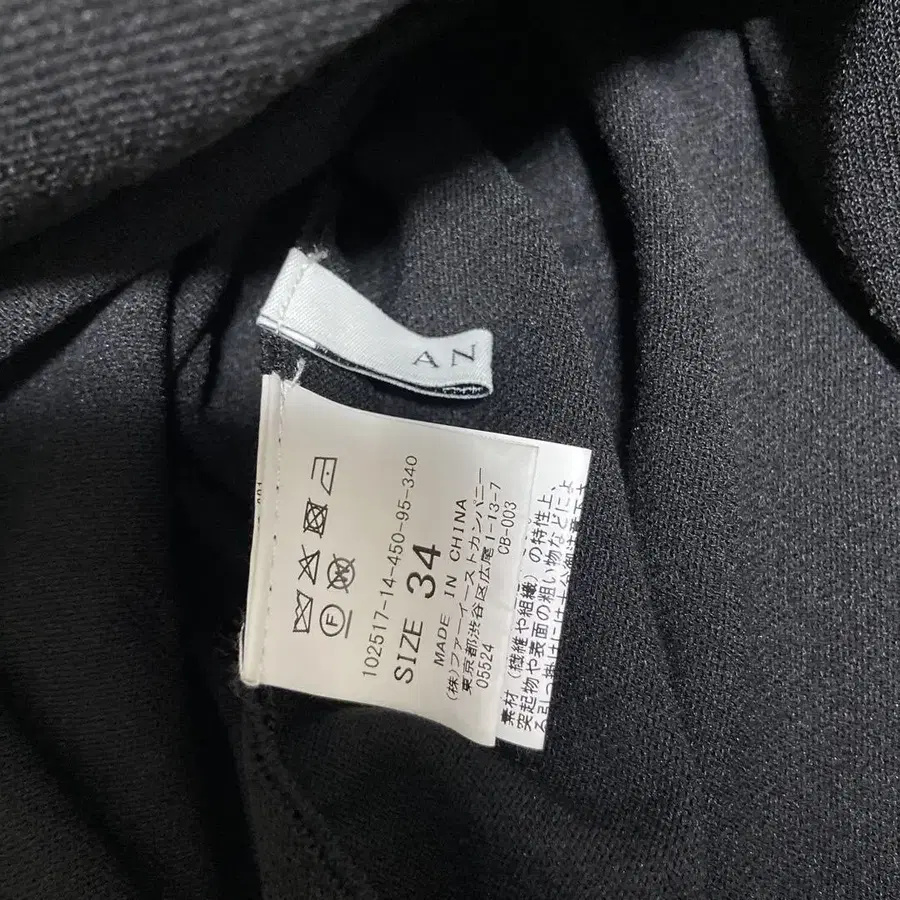 AN
102517-14-450-95-340
SIZE 34
MADE IN CHINA
(株)ファーイーストカンパニー
東京都渋谷区広尾1-13-7
05524 CB-003
F
素材(繊維や組織)の特性上、
突起物や表面の粗い物などによ